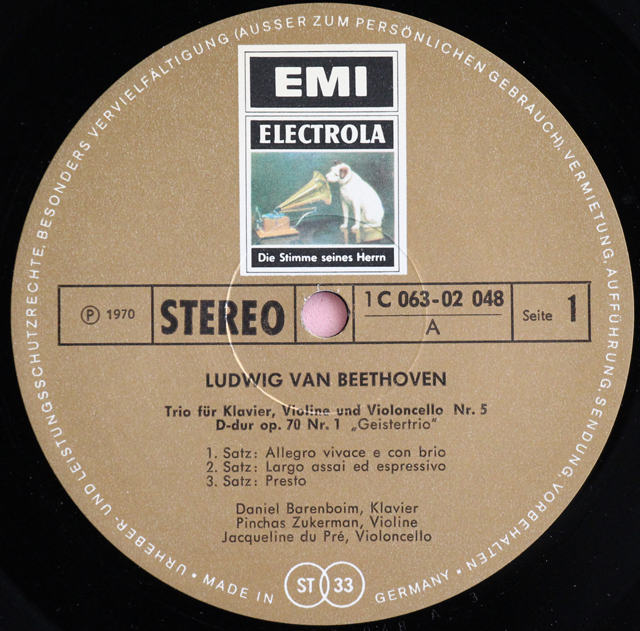 EMI
ELECTROLA
Die Stimme seines Herrn
℗ 1970
STEREO
1 C 063-02 048
A
Seite 1
LUDWIG VAN BEETHOVEN
Trio für Klavier, Violine und Violoncello Nr. 5
D-dur op. 70 Nr. 1 „Geistertrio“
1. Satz: Allegro vivace e con brio
2. Satz: Largo assai ed espressivo
3. Satz: Presto
Daniel Barenboim, Klavier
Pinchas Zukerman, Violine
Jacqueline du Pré, Violoncello
URHEBER- UND LEISTUNGSSCHUTZRECHTE, BESONDERS VERVIELFÄLTIGUNG (AUSSER ZUM PERSÖNLICHEN GEBRAUCH), VERMIETUNG, AUFFÜHRUNG, SENDUNG, VORBEHALTEN •
• MADE IN ST 33 GERMANY •